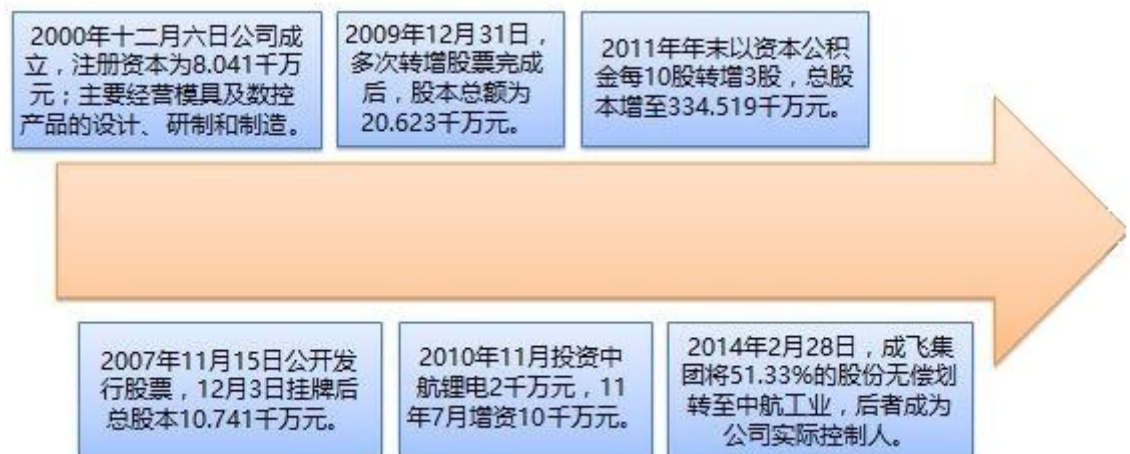 2000年十二月六日公司成
立，注册资本为8.041千万
元；主要经营模具及数控
产品的设计、研制和制造。
2009年12月31日，
多次转增股票完成
后，股本总额为
20.623千万元。
2011年年末以资本公积
金每10股转增3股，总股
本增至334.519千万元。
2007年11月15日公开发
行股票，12月3日挂牌后
总股本10.741千万元。
2010年11月投资中
航锂电2千万元，11
年7月增资10千万元。
2014年2月28日，成飞集
团将51.33%的股份无偿划
转至中航工业，后者成为
公司实际控制人。